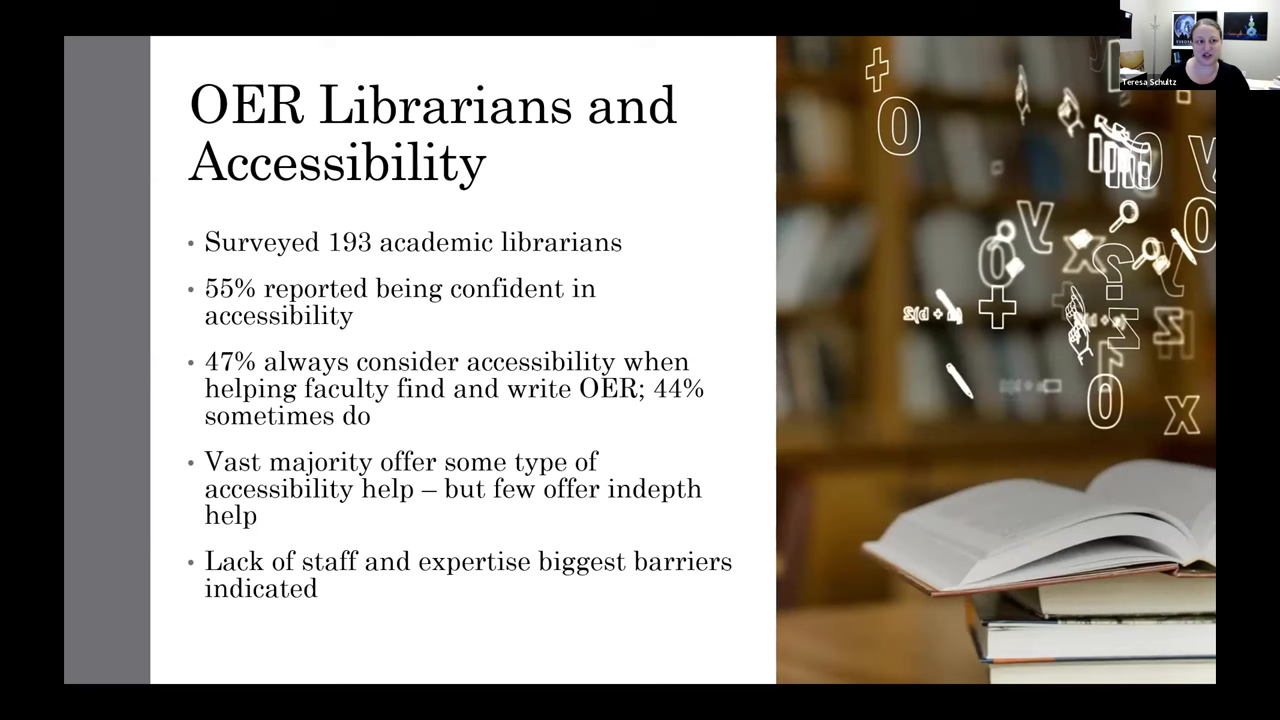 OER Librarians and
Accessibility
• Surveyed 193 academic librarians
• 55% reported being confident in
accessibility
• 47% always consider accessibility when
helping faculty find and write OER; 44%
sometimes do
• Vast majority offer some type of
accessibility help – but few offer indepth
help
• Lack of staff and expertise biggest barriers
indicated
Teresa Schultz